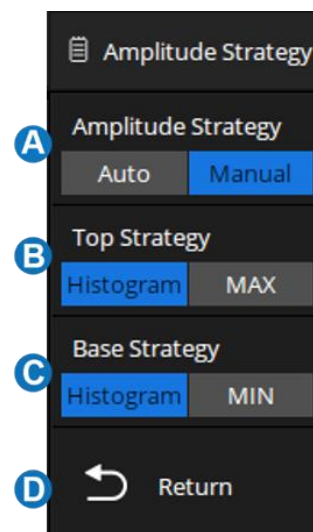 Amplitude Strategy
A
Amplitude Strategy
Auto Manual
B
Top Strategy
Histogram MAX
C
Base Strategy
Histogram MIN
D
Return